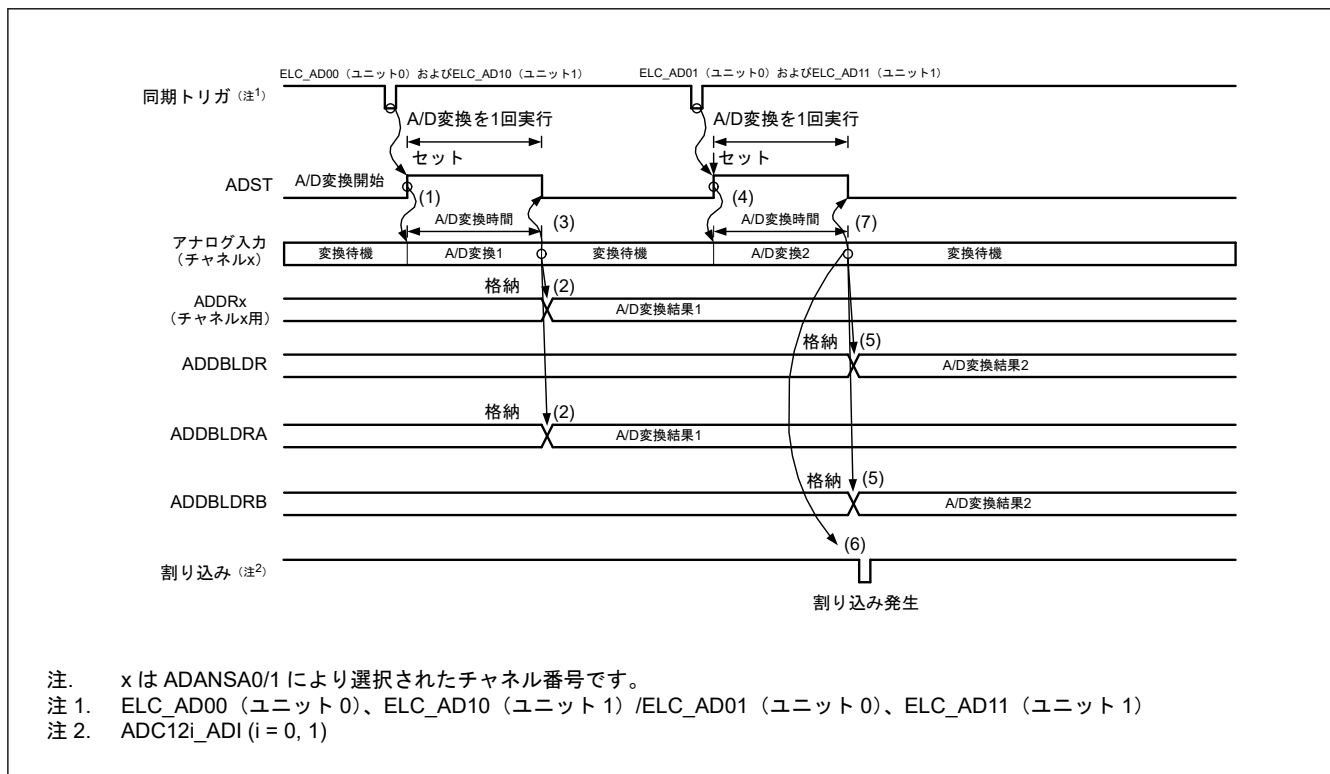 ELC_AD00（ユニット0）およびELC_AD10（ユニット1） ELC_AD01（ユニット0）およびELC_AD11（ユニット1）
同期トリガ（注1）
A/D変換を1回実行 A/D変換を1回実行
セット セット
ADST A/D変換開始 (1) (4)
A/D変換時間 (3) A/D変換時間 (7)
アナログ入力
（チャネルx）
変換待機 A/D変換1 変換待機 A/D変換2 変換待機
格納 (2)
ADDRx
（チャネルx用）
A/D変換結果1
格納 (5)
ADDBLDR A/D変換結果2
格納 (2)
ADDBLDRA A/D変換結果1
格納 (5)
ADDBLDRB A/D変換結果2
(6)
割り込み（注2）
割り込み発生
注. x は ADANSA0/1 により選択されたチャネル番号です。
注 1. ELC_AD00（ユニット 0）、ELC_AD10（ユニット 1）/ELC_AD01（ユニット 0）、ELC_AD11（ユニット 1）
注 2. ADC12i_ADI (i = 0, 1)